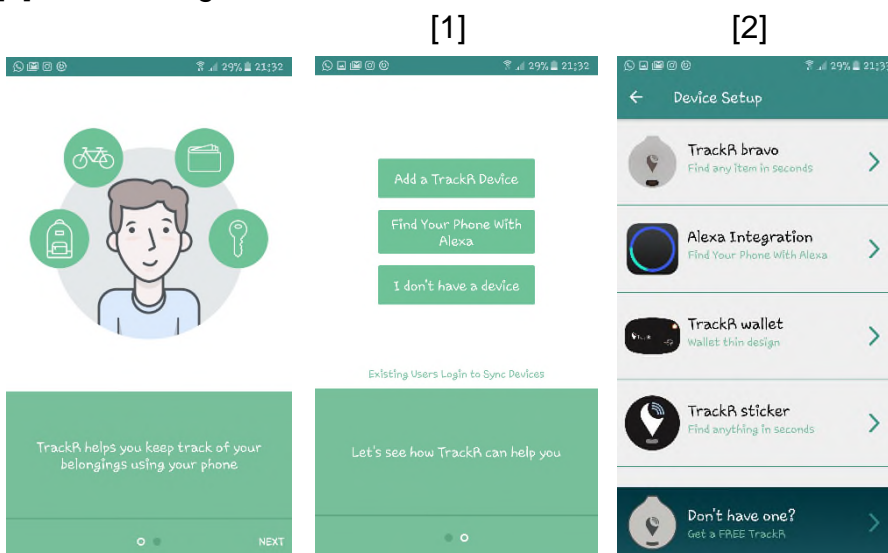 [1]
[2]
29% 21:32
TrackR helps you keep track of your
belongings using your phone
NEXT
29% 21:32
Add a TrackR Device
Find Your Phone With
Alexa
I don't have a device
Existing Users Login to Sync Devices
Let's see how TrackR can help you
29% 21:33
Device Setup
TrackR bravo
Find any item in seconds
Alexa Integration
Find Your Phone With Alexa
TrackR wallet
Wallet thin design
TrackR sticker
Find anything in seconds
Don't have one?
Get a FREE TrackR